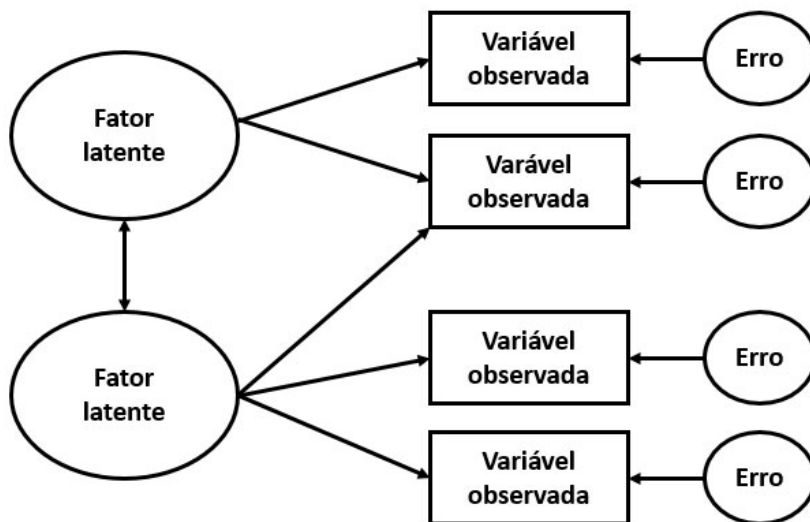 Variável
observada
Erro
Fator
latente
Varável
observada
Erro
Fator
latente
Variável
observada
Erro
Variável
observada
Erro